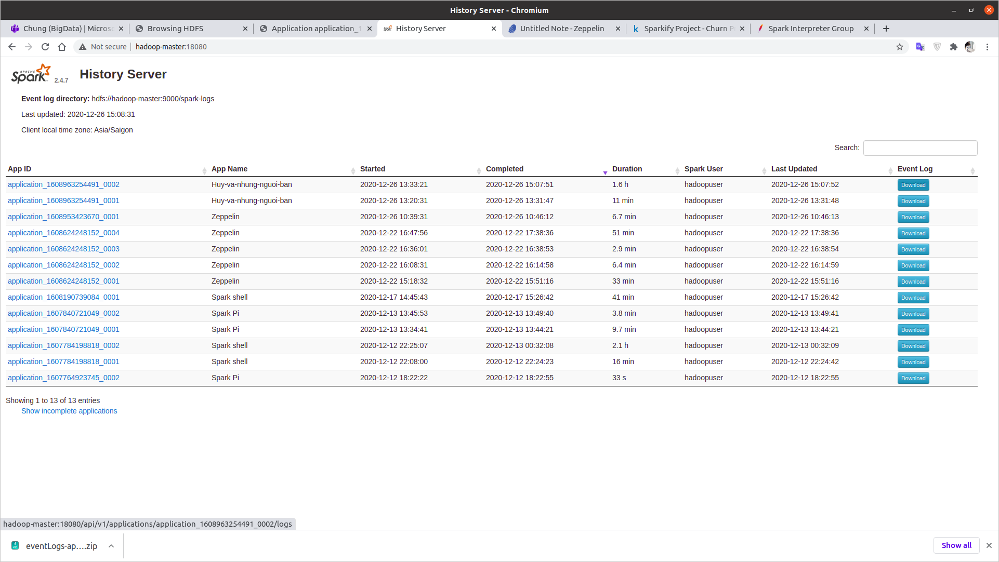 History Server - Chromium
Chung (BigData) | Micros
Browsing HDFS
Application application_1
History Server
Untitled Note - Zeppelin
Sparkify Project - Churn P
Spark Interpreter Group
Not secure | hadoop-master:18080
APACHE Spark 2.4.7 History Server
Event log directory: hdfs://hadoop-master:9000/spark-logs
Last updated: 2020-12-26 15:08:31
Client local time zone: Asia/Saigon
Search:
App ID App Name Started Completed Duration Spark User Last Updated Event Log
application_1608963254491_0002 Huy-va-nhung-nguoi-ban 2020-12-26 13:33:21 2020-12-26 15:07:51 1.6 h hadoopuser 2020-12-26 15:07:52 Download
application_1608963254491_0001 Huy-va-nhung-nguoi-ban 2020-12-26 13:20:31 2020-12-26 13:31:47 11 min hadoopuser 2020-12-26 13:31:48 Download
application_1608953423670_0001 Zeppelin 2020-12-26 10:39:31 2020-12-26 10:46:12 6.7 min hadoopuser 2020-12-26 10:46:13 Download
application_1608624248152_0004 Zeppelin 2020-12-22 16:47:56 2020-12-22 17:38:36 51 min hadoopuser 2020-12-22 17:38:36 Download
application_1608624248152_0003 Zeppelin 2020-12-22 16:36:01 2020-12-22 16:38:53 2.9 min hadoopuser 2020-12-22 16:38:54 Download
application_1608624248152_0002 Zeppelin 2020-12-22 16:08:31 2020-12-22 16:14:58 6.4 min hadoopuser 2020-12-22 16:14:59 Download
application_1608624248152_0001 Zeppelin 2020-12-22 15:18:32 2020-12-22 15:51:16 33 min hadoopuser 2020-12-22 15:51:16 Download
application_1608190739084_0001 Spark shell 2020-12-17 14:45:43 2020-12-17 15:26:42 41 min hadoopuser 2020-12-17 15:26:42 Download
application_1607840721049_0002 Spark Pi 2020-12-13 13:45:53 2020-12-13 13:49:40 3.8 min hadoopuser 2020-12-13 13:49:41 Download
application_1607840721049_0001 Spark Pi 2020-12-13 13:34:41 2020-12-13 13:44:21 9.7 min hadoopuser 2020-12-13 13:44:21 Download
application_1607784198818_0002 Spark shell 2020-12-12 22:25:07 2020-12-13 00:32:08 2.1 h hadoopuser 2020-12-13 00:32:09 Download
application_1607784198818_0001 Spark shell 2020-12-12 22:08:00 2020-12-12 22:24:23 16 min hadoopuser 2020-12-12 22:24:42 Download
application_1607764923745_0002 Spark Pi 2020-12-12 18:22:22 2020-12-12 18:22:55 33 s hadoopuser 2020-12-12 18:22:55 Download
Showing 1 to 13 of 13 entries
Show incomplete applications
hadoop-master:18080/api/v1/applications/application_1608963254491_0002/logs
eventLogs-ap....zip
Show all